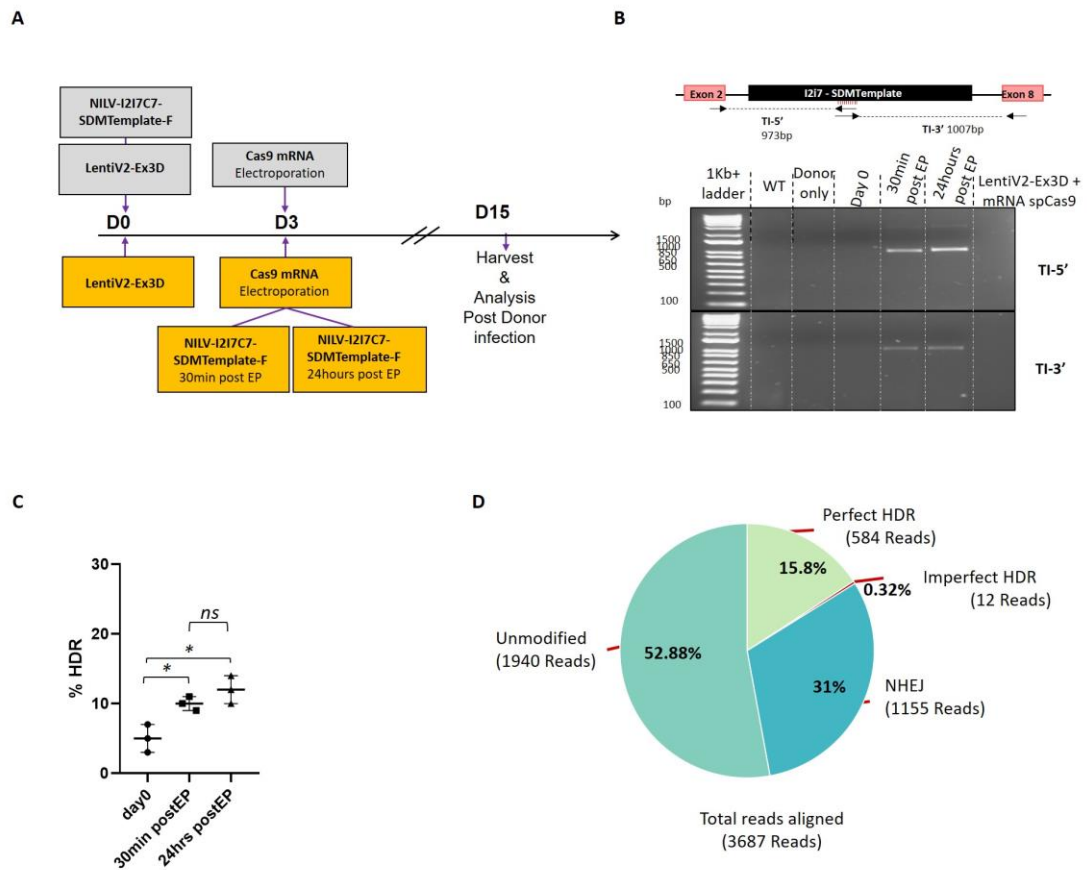 A
NILV-I2I7C7-
SDMTemplate-F
LentiV2-Ex3D
Cas9 mRNA
Electroporation
D0
D3
D15
LentiV2-Ex3D
Cas9 mRNA
Electroporation
NILV-I2I7C7-
SDMTemplate-F
30min post EP
NILV-I2I7C7-
SDMTemplate-F
24hours post EP
Harvest
&
Analysis
Post Donor
infection
B
Exon 2
I2i7 - SDMTemplate
Exon 8
TI-5′
973bp
TI-3′ 1007bp
1Kb+
ladder
WT
Donor
only
Day 0
30min
post EP
24hours
post EP
LentiV2-Ex3D +
mRNA spCas9
bp
1500
1000
850
650
500
100
TI-5′
1500
1000
850
650
500
100
TI-3′
C
% HDR
30
20
10
0
ns
*
*
day0
30min postEP
24hrs postEP
D
Perfect HDR
(584 Reads)
15.8%
Imperfect HDR
0.32%
(12 Reads)
Unmodified
(1940 Reads)
52.88%
31%
NHEJ
(1155 Reads)
Total reads aligned
(3687 Reads)